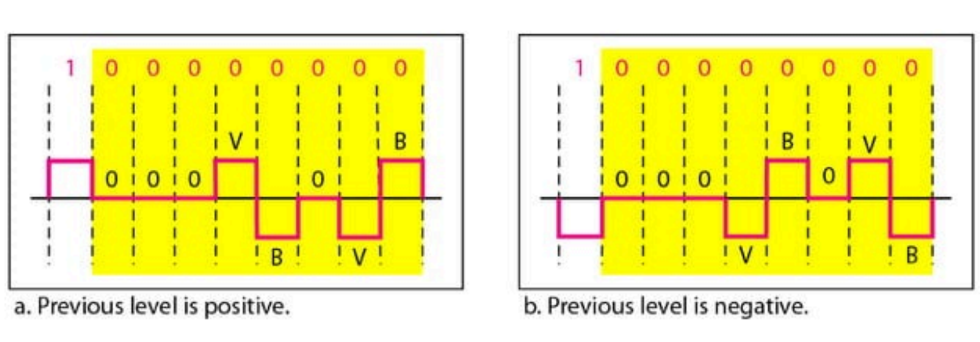 1 0 0 0 0 0 0 0 0
V B
0 0 0 0
B V
a. Previous level is positive.
1 0 0 0 0 0 0 0 0
B V
0 0 0 0
V B
b. Previous level is negative.